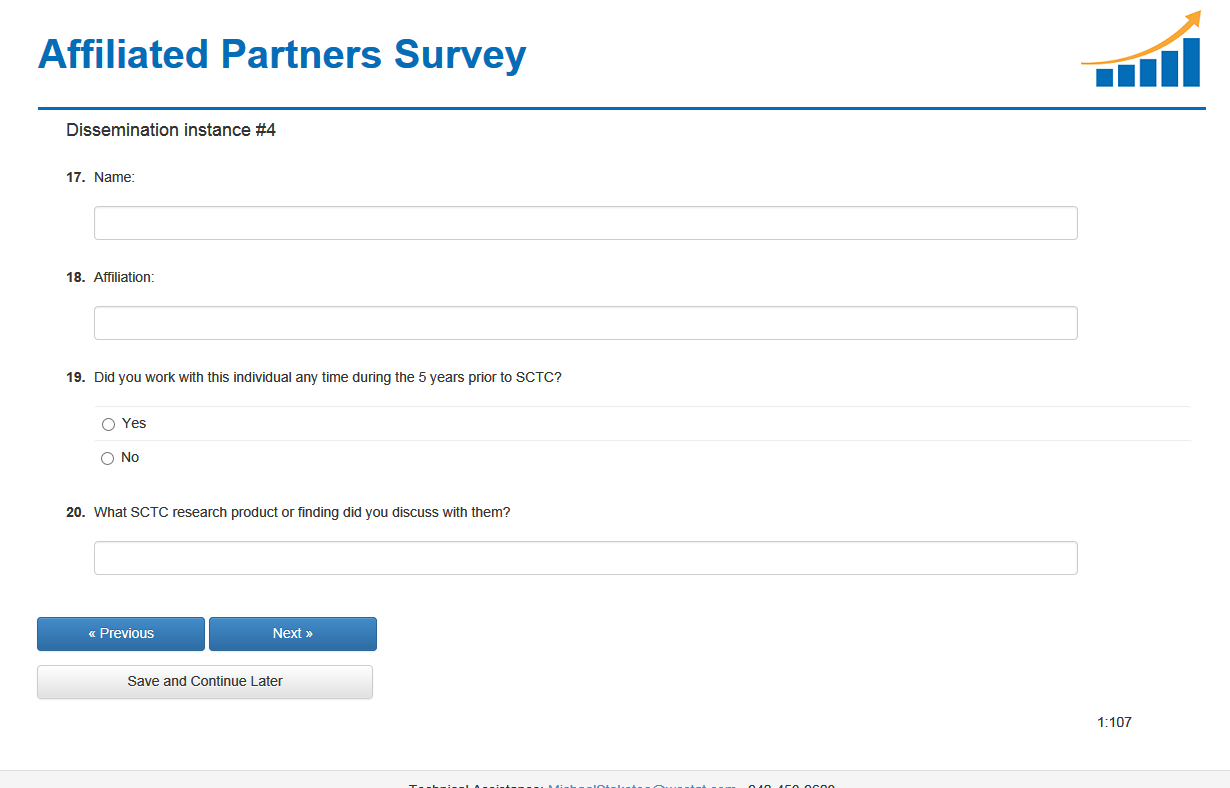 Affiliated Partners Survey
Dissemination instance #4
17. Name:
18. Affiliation:
19. Did you work with this individual any time during the 5 years prior to SCTC?
Yes
No
20. What SCTC research product or finding did you discuss with them?
« Previous Next »
Save and Continue Later
1:107
Technical Assistance: